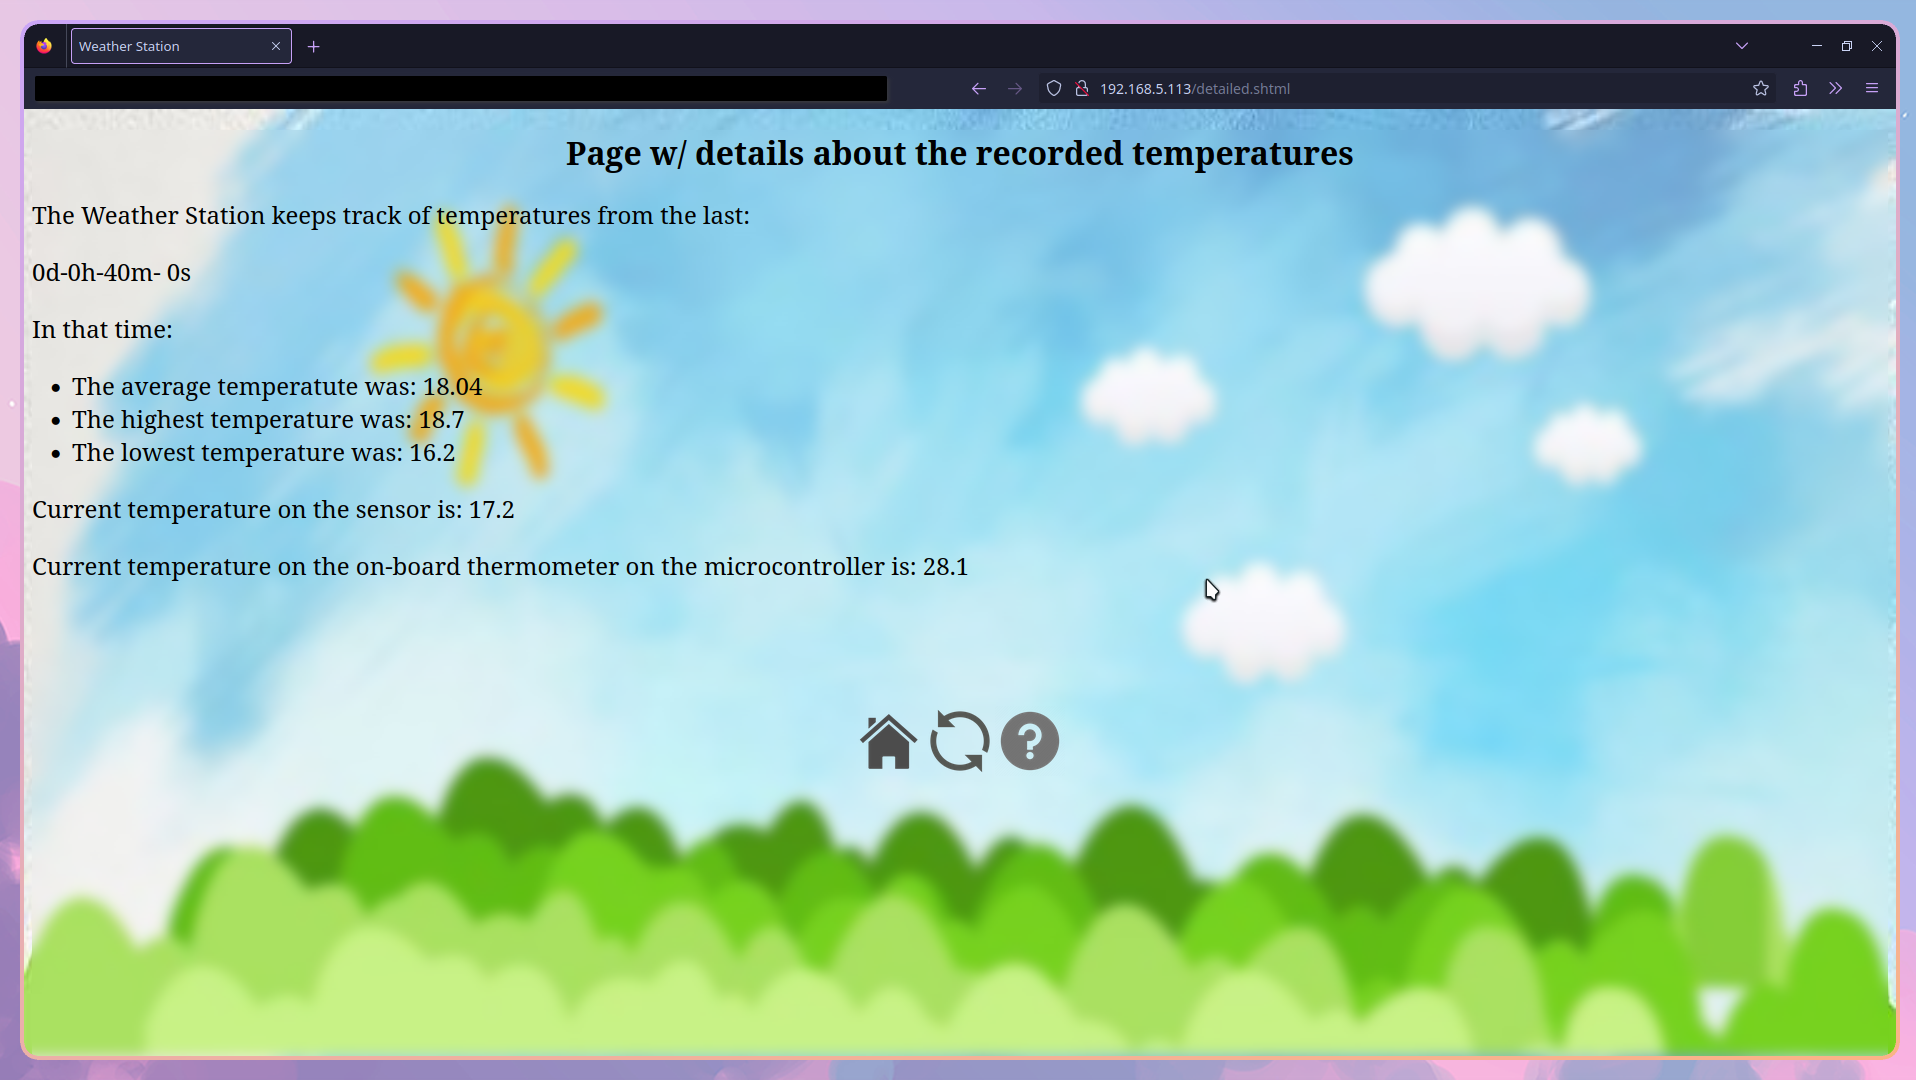 Weather Station
192.168.5.113/detailed.shtml
Page w/ details about the recorded temperatures
The Weather Station keeps track of temperatures from the last:
0d-0h-40m- 0s
In that time:
• The average temperatute was: 18.04
• The highest temperature was: 18.7
• The lowest temperature was: 16.2
Current temperature on the sensor is: 17.2
Current temperature on the on-board thermometer on the microcontroller is: 28.1
?